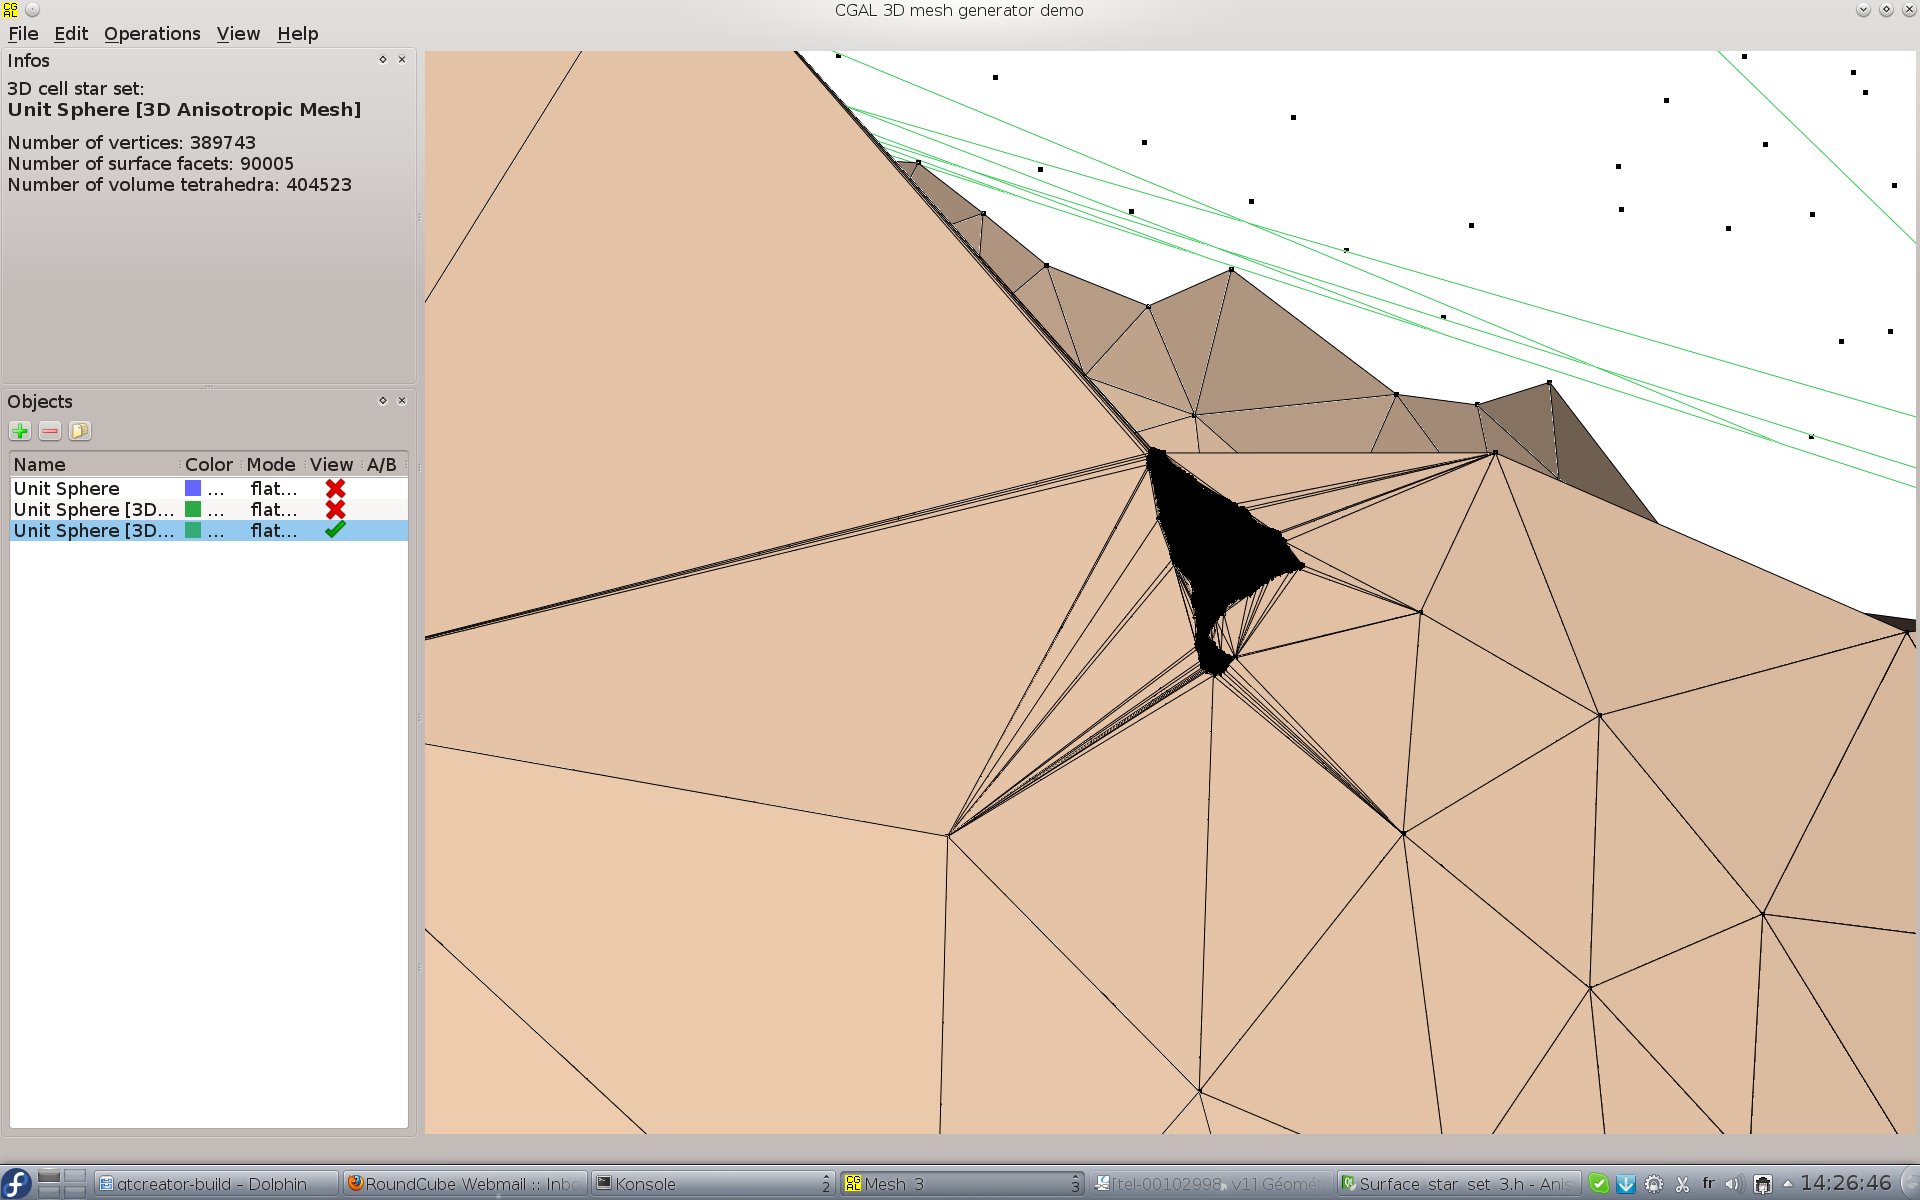 CGAL 3D mesh generator demo
File Edit Operations View Help
Infos
3D cell star set:
Unit Sphere [3D Anisotropic Mesh]
Number of vertices: 389743
Number of surface facets: 90005
Number of volume tetrahedra: 404523
Objects
Name Color Mode View A/B
Unit Sphere ... flat...
Unit Sphere [3D... ... flat...
Unit Sphere [3D... ... flat...
qtcreator-build – Dolphin RoundCube Webmail :: Inbo Konsole 2 CGAL Mesh_3 3 [tel-00102998, v1] Géomét Surface_star_set_3.h - Anis fr 14:26:46